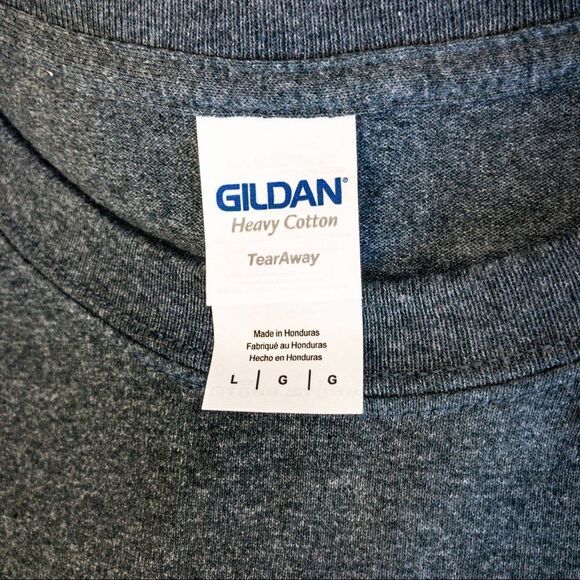 GILDAN®
Heavy Cotton
TearAway
Made in Honduras
Fabriqué au Honduras
Hecho en Honduras
L | G | G